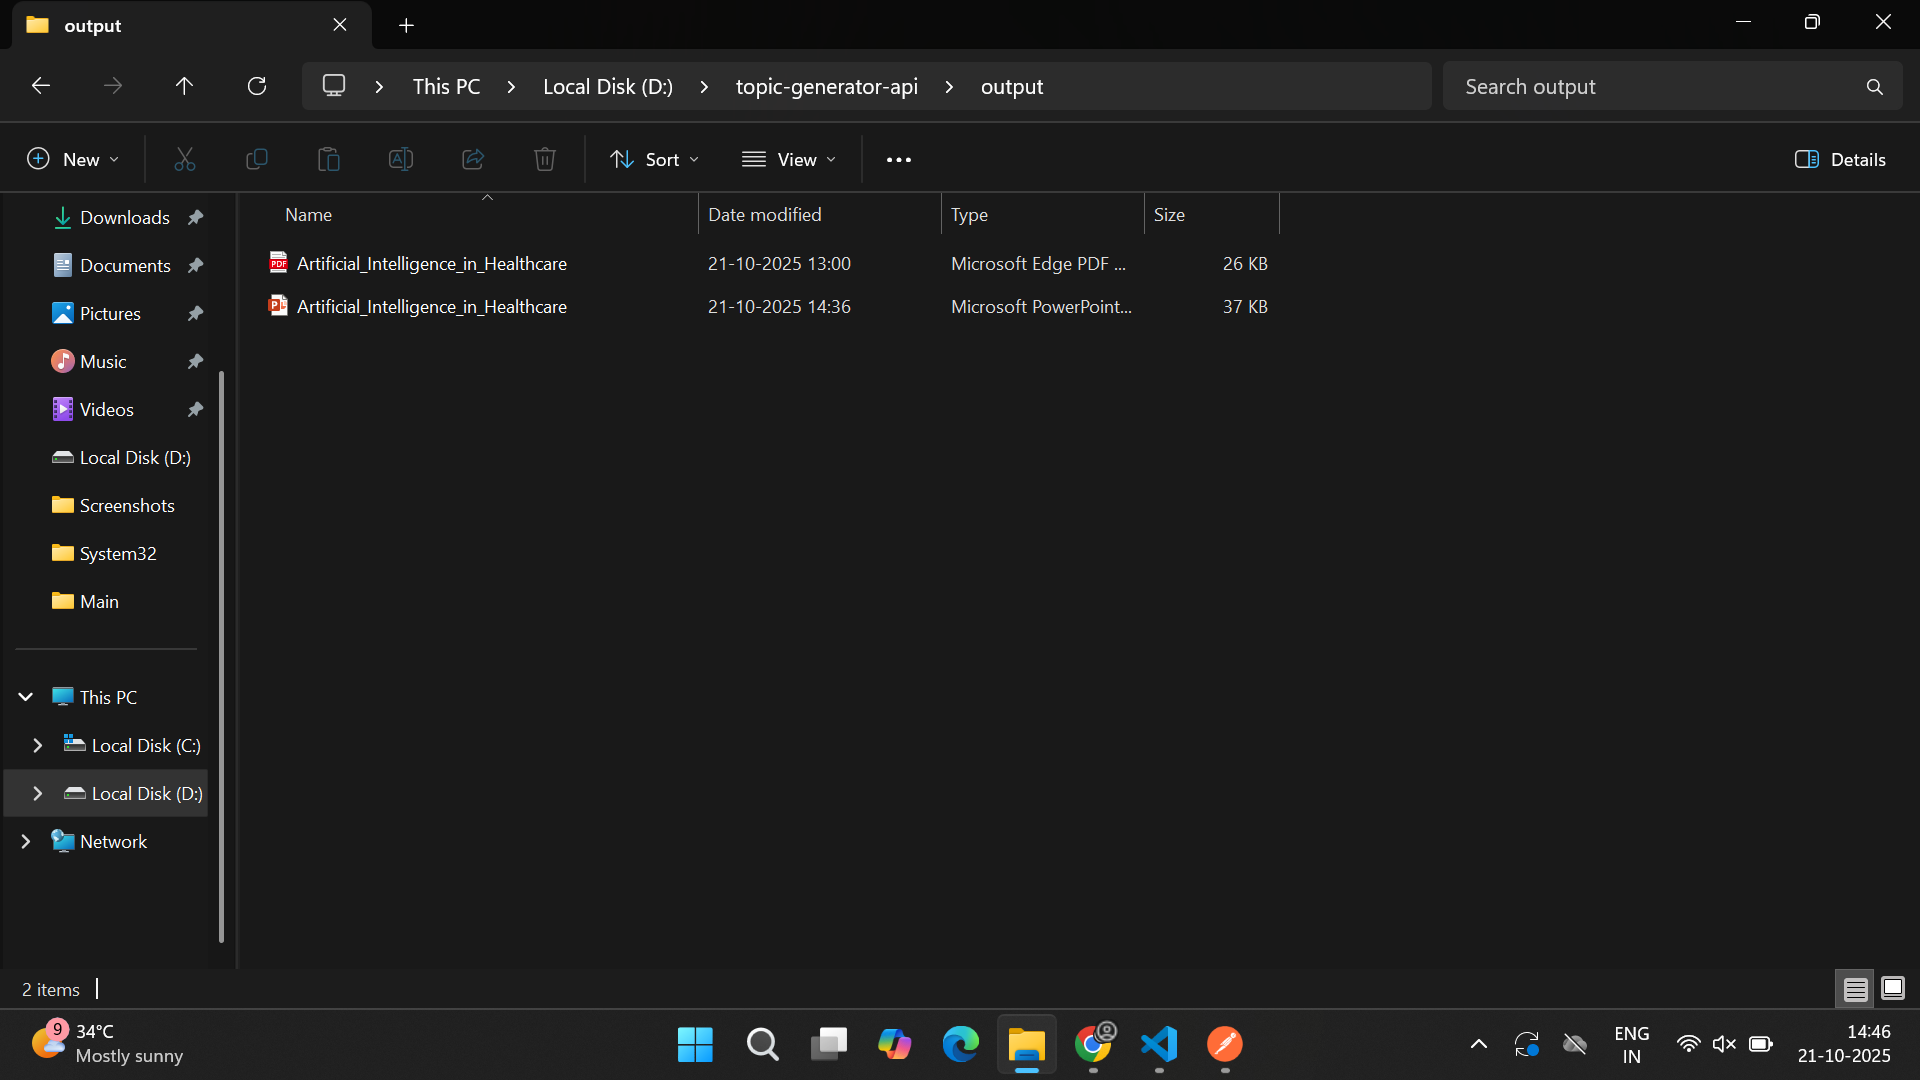 output
This PC
Local Disk (D:)
topic-generator-api
output
Search output
New
Sort
View
Details
Name
Date modified
Type
Size
Artificial_Intelligence_in_Healthcare 21-10-2025 13:00 Microsoft Edge PDF ... 26 KB
Artificial_Intelligence_in_Healthcare 21-10-2025 14:36 Microsoft PowerPoint... 37 KB
Downloads
Documents
Pictures
Music
Videos
Local Disk (D:)
Screenshots
System32
Main
This PC
Local Disk (C:)
Local Disk (D:)
Network
2 items
9
34°C
Mostly sunny
ENG
IN
14:46
21-10-2025